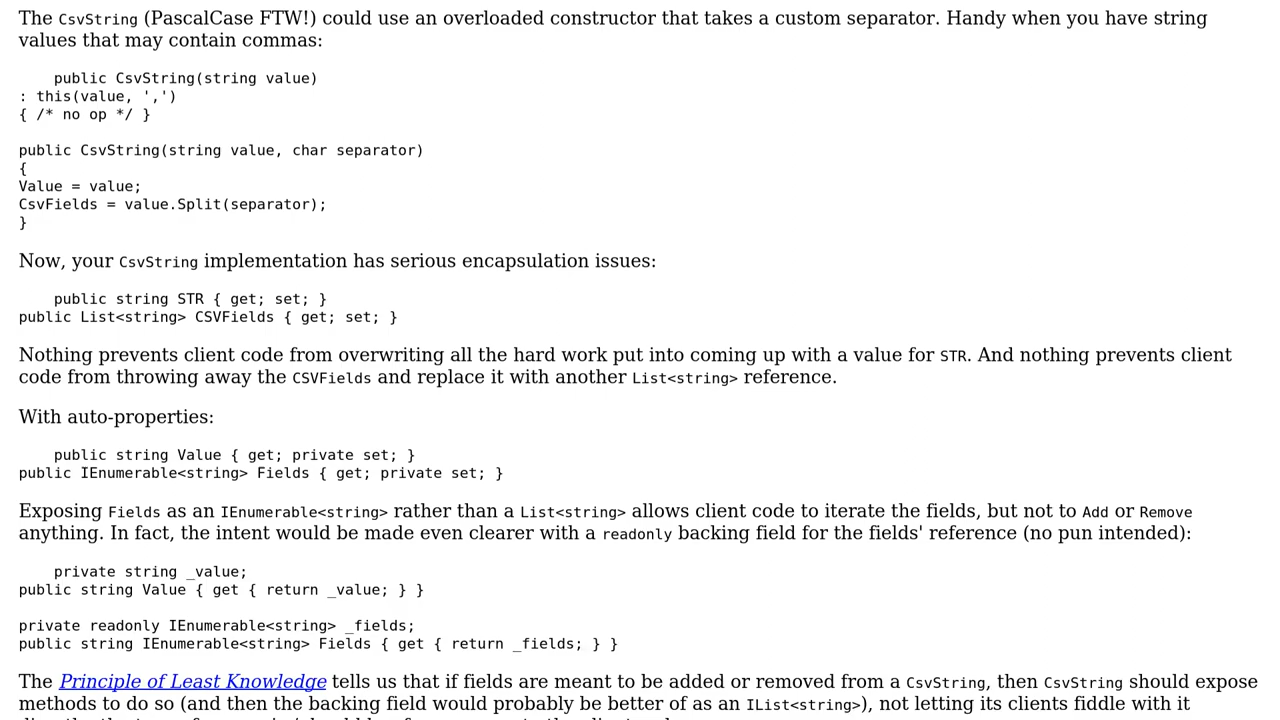 The CsvString (PascalCase FTW!) could use an overloaded constructor that takes a custom separator. Handy when you have string
values that may contain commas:
public CsvString(string value)
: this(value, ',')
{ /* no op */ }
public CsvString(string value, char separator)
{
Value = value;
CsvFields = value.Split(separator);
}
Now, your CsvString implementation has serious encapsulation issues:
public string STR { get; set; }
public List<string> CSVFields { get; set; }
Nothing prevents client code from overwriting all the hard work put into coming up with a value for STR. And nothing prevents client
code from throwing away the CSVFields and replace it with another List<string> reference.
With auto-properties:
public string Value { get; private set; }
public IEnumerable<string> Fields { get; private set; }
Exposing Fields as an IEnumerable<string> rather than a List<string> allows client code to iterate the fields, but not to Add or Remove
anything. In fact, the intent would be made even clearer with a readonly backing field for the fields' reference (no pun intended):
private string _value;
public string Value { get { return _value; } }
private readonly IEnumerable<string> _fields;
public string IEnumerable<string> Fields { get { return _fields; } }
The Principle of Least Knowledge tells us that if fields are meant to be added or removed from a CsvString, then CsvString should expose
methods to do so (and then the backing field would probably be better of as an IList<string>), not letting its clients fiddle with it